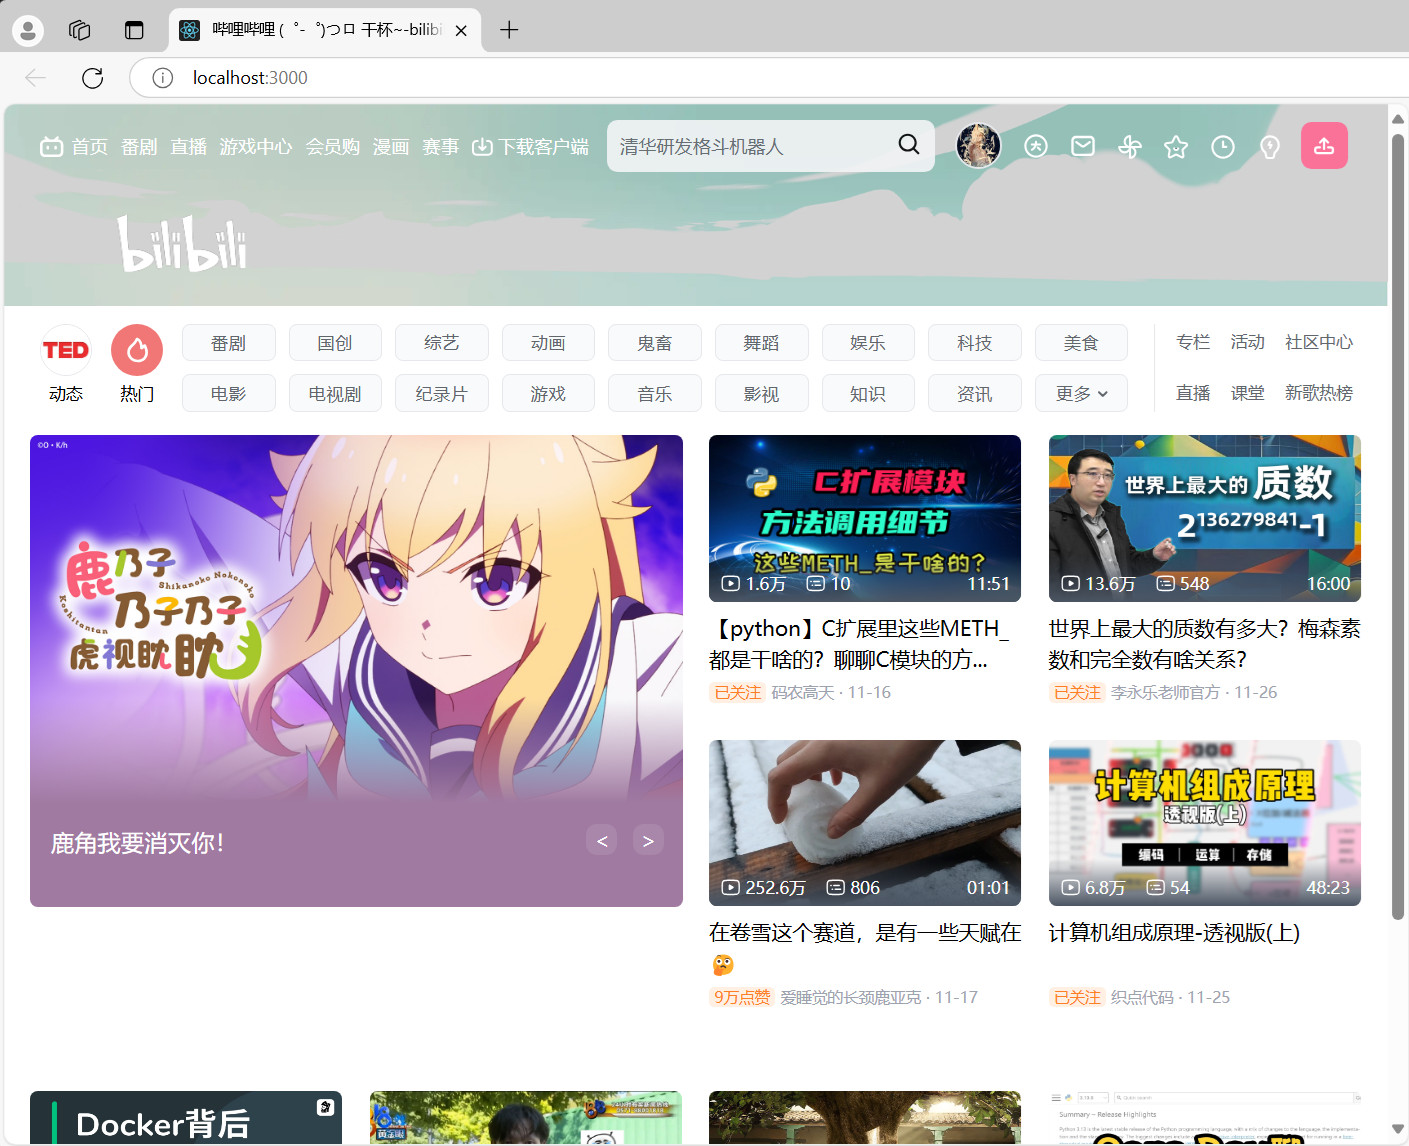 哔哩哔哩 (゜-゜)つロ 干杯~-bilibi
localhost:3000
首页 番剧 直播 游戏中心 会员购 漫画 赛事 下载客户端
清华研发格斗机器人
bilibili
TED
动态
热门
番剧 国创 综艺 动画 鬼畜 舞蹈 娱乐 科技 美食
电影 电视剧 纪录片 游戏 音乐 影视 知识 资讯 更多
专栏 活动 社区中心
直播 课堂 新歌热榜
©O・K/h
鹿乃子
Shikanoko Nokonoko
乃子乃子
Koshitantan
虎视眈眈
鹿角我要消灭你！
< >
C扩展模块
方法调用细节
这些METH_是干啥的?
1.6万 10 11:51
【python】C扩展里这些METH_
都是干啥的？聊聊C模块的方...
已关注 码农高天 · 11-16
世界上最大的质数
2136279841-1
13.6万 548 16:00
世界上最大的质数有多大？梅森素
数和完全数有啥关系？
已关注 李永乐老师官方 · 11-26
252.6万 806 01:01
在卷雪这个赛道，是有一些天赋在
🤔
9万点赞 爱睡觉的长颈鹿亚克 · 11-17
计算机组成原理
透视版(上)
编码 | 运算 | 存储
6.8万 54 48:23
计算机组成原理-透视版(上)
已关注 织点代码 · 11-25
Docker背后
Summary – Release Highlights